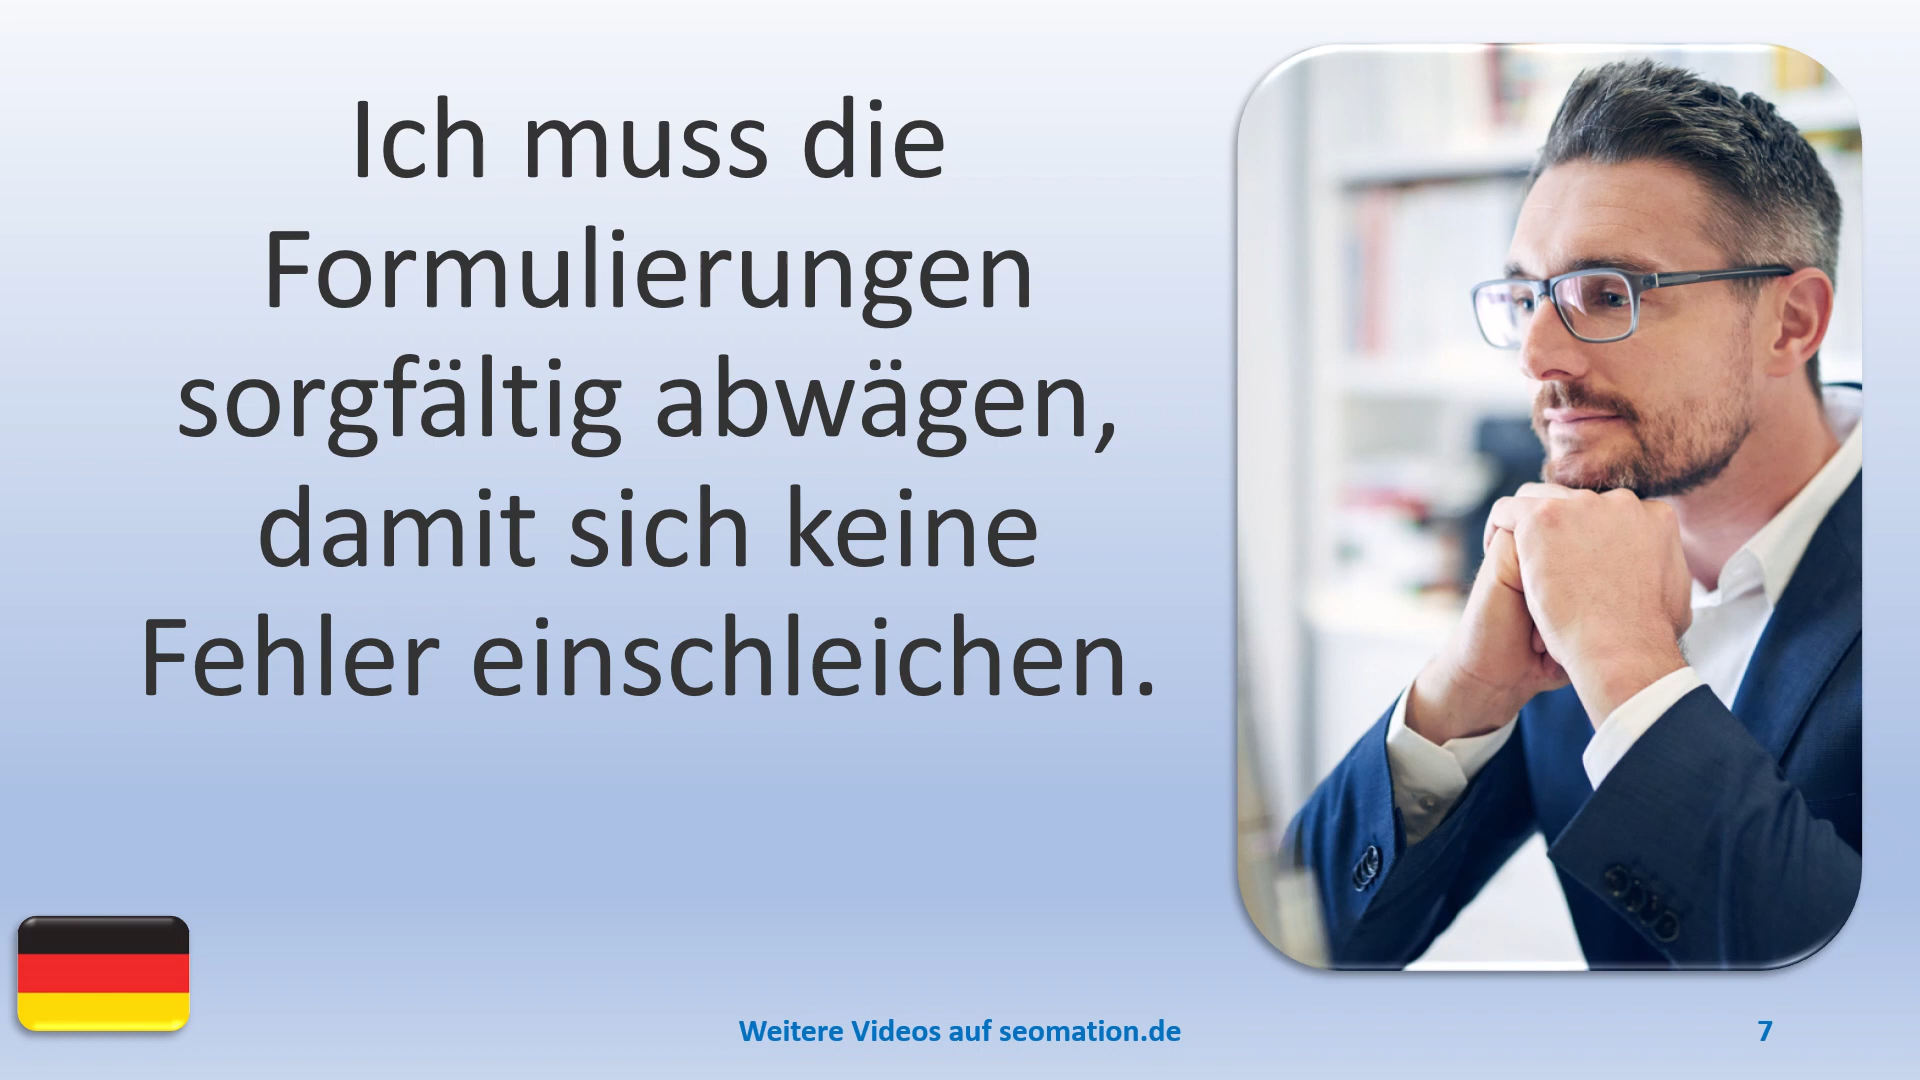 Ich muss die
Formulierungen
sorgfältig abwägen,
damit sich keine
Fehler einschleichen.
Weitere Videos auf seomation.de
7